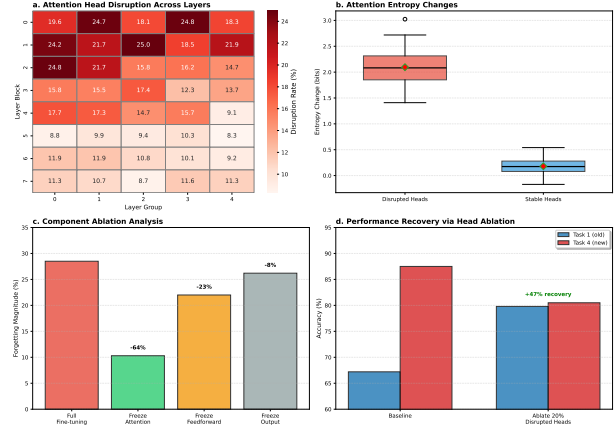 a. Attention Head Disruption Across Layers
Layer Block
0 19.6 24.7 18.1 24.8 18.3
1 24.2 21.7 25.0 18.5 21.9
2 24.8 21.7 15.8 16.2 14.7
3 15.8 15.5 17.4 12.3 13.7
4 17.7 17.3 14.7 15.7 9.1
5 8.8 9.9 9.4 10.3 8.3
6 11.9 11.9 10.8 10.1 9.2
7 11.3 10.7 8.7 11.6 11.3
0 1 2 3 4
Layer Group
24
22
20
18
16
14
12
10
Disruption Rate (%)
b. Attention Entropy Changes
Entropy Change (bits)
3.0
2.5
2.0
1.5
1.0
0.5
0.0
Disrupted Heads Stable Heads
c. Component Ablation Analysis
Forgetting Magnitude (%)
35
30
25
20
15
10
5
0
-64%
-23%
-8%
Full
Fine-tuning
Freeze
Attention
Freeze
Feedforward
Freeze
Output
d. Performance Recovery via Head Ablation
Accuracy (%)
95
90
85
80
75
70
65
60
Task 1 (old)
Task 4 (new)
+47% recovery
Baseline
Ablate 20%
Disrupted Heads